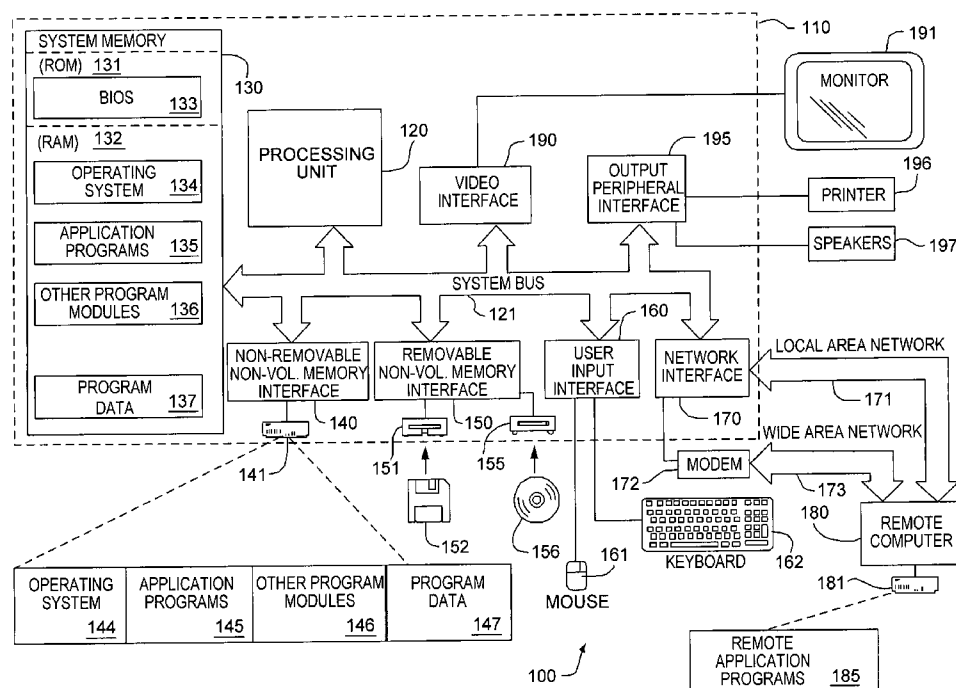 SYSTEM MEMORY
(ROM) 131
BIOS 133
(RAM) 132
OPERATING
SYSTEM 134
APPLICATION
PROGRAMS 135
OTHER PROGRAM
MODULES 136
PROGRAM
DATA 137
130
PROCESSING
UNIT
120
VIDEO
INTERFACE
190
OUTPUT
PERIPHERAL
INTERFACE
195
110
191
MONITOR
PRINTER
196
SPEAKERS
197
SYSTEM BUS
121
NON-REMOVABLE
NON-VOL. MEMORY
INTERFACE
140
REMOVABLE
NON-VOL. MEMORY
INTERFACE
150
USER
INPUT
INTERFACE
160
NETWORK
INTERFACE
170
LOCAL AREA NETWORK
171
WIDE AREA NETWORK
173
MODEM
172
141
151
155
152
156
MOUSE
161
KEYBOARD
162
180
REMOTE
COMPUTER
181
OPERATING
SYSTEM 144
APPLICATION
PROGRAMS 145
OTHER PROGRAM
MODULES 146
PROGRAM
DATA 147
100
REMOTE
APPLICATION
PROGRAMS 185